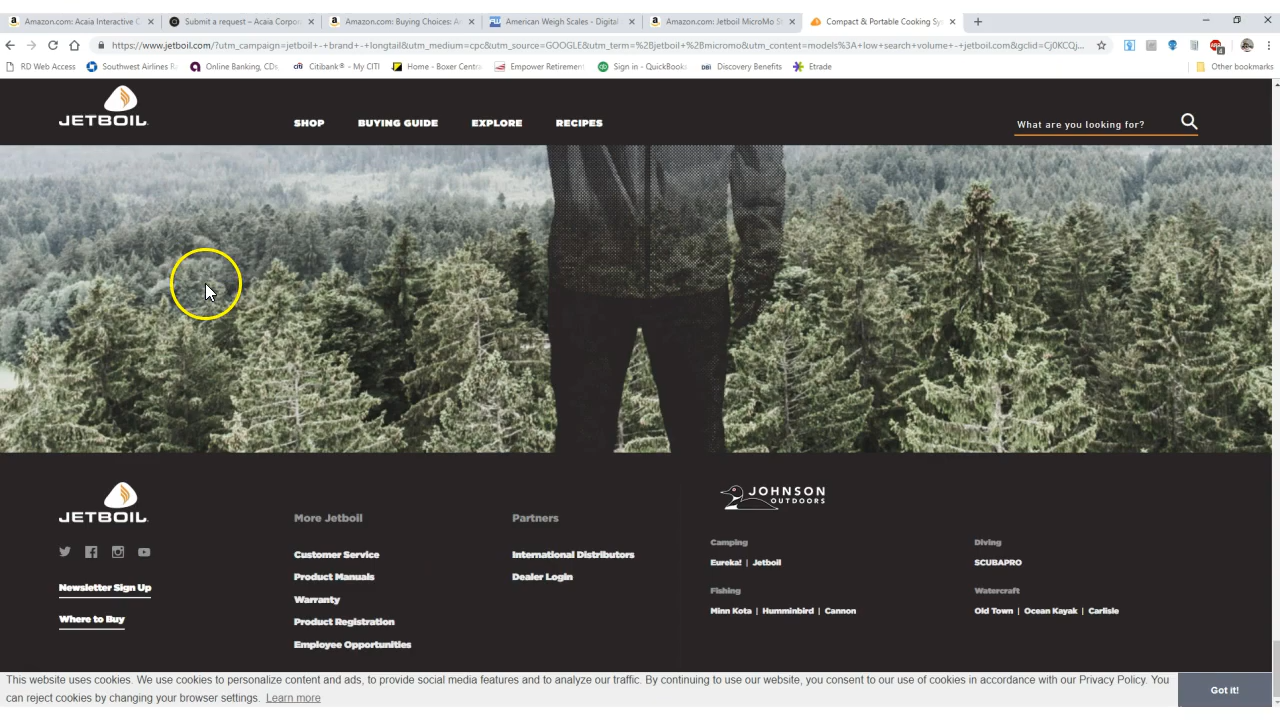 Amazon.com: Acaia Interactive C
Submit a request – Acaia Corpor
Amazon.com: Buying Choices: A
American Weigh Scales - Digital
Amazon.com: Jetboil MicroMo St
Compact & Portable Cooking Sy
https://www.jetboil.com/?utm_campaign=jetboil+-+brand+-+longtail&utm_medium=cpc&utm_source=GOOGLE&utm_term=%2Bjetboil+%2Bmicromo&utm_content=models%3A+low+search+volume+-+jetboil.com&gclid=Cj0KCQj...
RD Web Access
Southwest Airlines R
Online Banking, CDs
Citibank® - My CITI
Home - Boxer Centr
Empower Retirement
Sign in - QuickBooks
Discovery Benefits
Etrade
Other bookmarks
JETBOIL
SHOP BUYING GUIDE EXPLORE RECIPES
What are you looking for?
JETBOIL
Newsletter Sign Up
Where to Buy
More Jetboil
Customer Service
Product Manuals
Warranty
Product Registration
Employee Opportunities
Partners
International Distributors
Dealer Login
JOHNSON
OUTDOORS
Camping
Eureka! | Jetboil
Fishing
Minn Kota | Humminbird | Cannon
Diving
SCUBAPRO
Watercraft
Old Town | Ocean Kayak | Carlisle
This website uses cookies. We use cookies to personalize content and ads, to provide social media features and to analyze our traffic. By continuing to use our website, you consent to our use of cookies in accordance with our Privacy Policy. You
can reject cookies by changing your browser settings. Learn more
Got it!